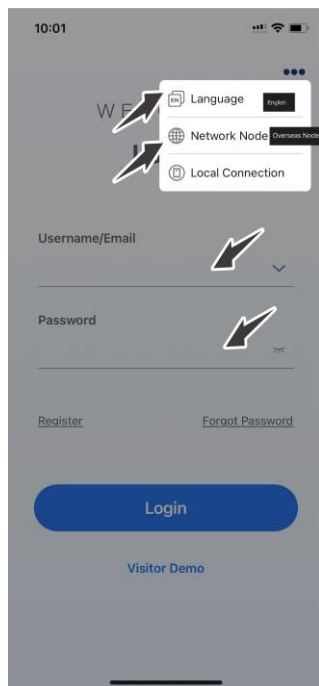 10:01
WE
Language English
Network Node Overseas Node
Local Connection
Username/Email
Password
Register Forgot Password
Login
Visitor Demo